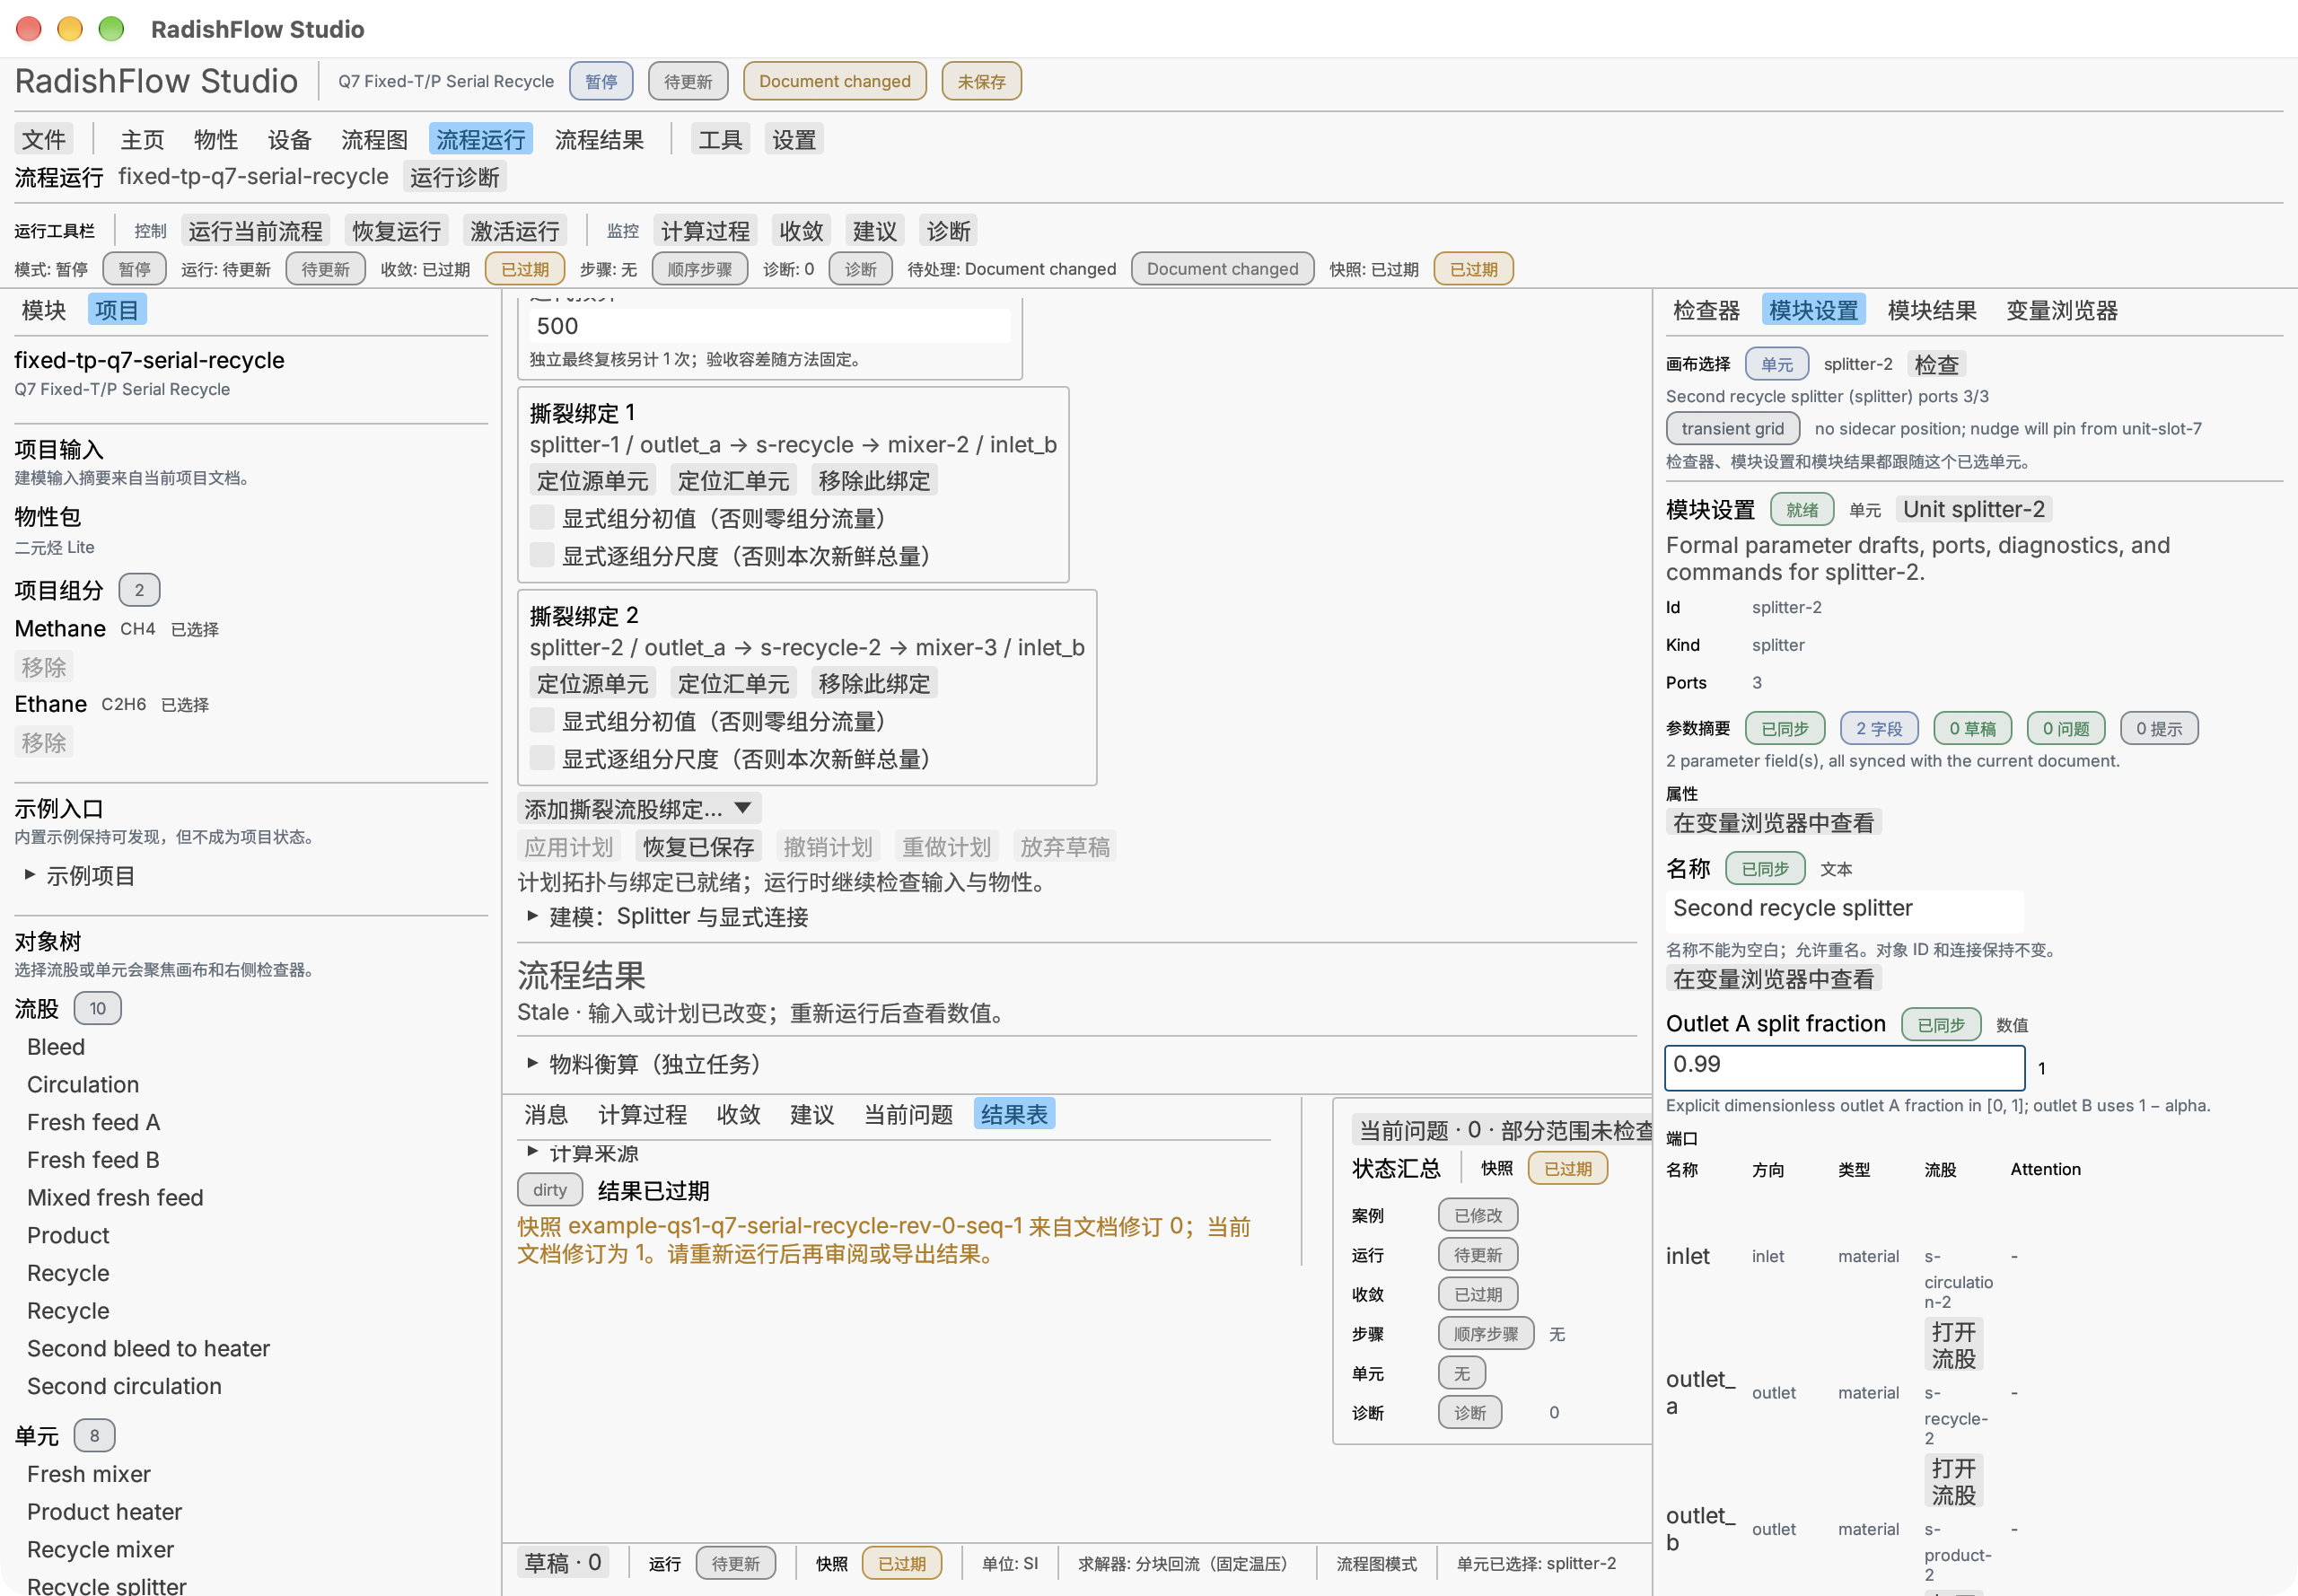 RadishFlow Studio
RadishFlow Studio
Q7 Fixed-T/P Serial Recycle
暂停
待更新
Document changed
未保存
文件
主页
物性
设备
流程图
流程运行
流程结果
工具
设置
流程运行 fixed-tp-q7-serial-recycle 运行诊断
运行工具栏
控制
运行当前流程
恢复运行
激活运行
监控
计算过程
收敛
建议
诊断
模式: 暂停
暂停
运行: 待更新
待更新
收敛: 已过期
已过期
步骤: 无
顺序步骤
诊断: 0
诊断
待处理: Document changed
Document changed
快照: 已过期
已过期
模块
项目
fixed-tp-q7-serial-recycle
Q7 Fixed-T/P Serial Recycle
项目输入
建模输入摘要来自当前项目文档。
物性包
二元烃 Lite
项目组分 2
Methane CH4 已选择
移除
Ethane C2H6 已选择
移除
示例入口
内置示例保持可发现，但不成为项目状态。
示例项目
对象树
选择流股或单元会聚焦画布和右侧检查器。
流股 10
Bleed
Circulation
Fresh feed A
Fresh feed B
Mixed fresh feed
Product
Recycle
Recycle
Second bleed to heater
Second circulation
单元 8
Fresh mixer
Product heater
Recycle mixer
Recycle splitter
500
独立最终复核另计 1 次；验收容差随方法固定。
撕裂绑定 1
splitter-1 / outlet_a → s-recycle → mixer-2 / inlet_b
定位源单元 定位汇单元 移除此绑定
显式组分初值（否则零组分流量）
显式逐组分尺度（否则本次新鲜总量）
撕裂绑定 2
splitter-2 / outlet_a → s-recycle-2 → mixer-3 / inlet_b
定位源单元 定位汇单元 移除此绑定
显式组分初值（否则零组分流量）
显式逐组分尺度（否则本次新鲜总量）
添加撕裂流股绑定...
应用计划 恢复已保存 撤销计划 重做计划 放弃草稿
计划拓扑与绑定已就绪；运行时继续检查输入与物性。
建模：Splitter 与显式连接
流程结果
Stale · 输入或计划已改变；重新运行后查看数值。
物料衡算（独立任务）
消息 计算过程 收敛 建议 当前问题 结果表
计算来源
dirty 结果已过期
快照 example-qs1-q7-serial-recycle-rev-0-seq-1 来自文档修订 0；当前
文档修订为 1。请重新运行后再审阅或导出结果。
当前问题 · 0 · 部分范围未检查
状态汇总 快照 已过期
案例 已修改
运行 待更新
收敛 已过期
步骤 顺序步骤 无
单元 无
诊断 诊断 0
草稿 · 0
运行 待更新
快照 已过期
单位: SI
求解器: 分块回流（固定温压）
流程图模式
单元已选择: splitter-2
检查器 模块设置 模块结果 变量浏览器
画布选择 单元 splitter-2 检查
Second recycle splitter (splitter) ports 3/3
transient grid no sidecar position; nudge will pin from unit-slot-7
检查器、模块设置和模块结果都跟随这个已选单元。
模块设置 就绪 单元 Unit splitter-2
Formal parameter drafts, ports, diagnostics, and
commands for splitter-2.
Id splitter-2
Kind splitter
Ports 3
参数摘要 已同步 2 字段 0 草稿 0 问题 0 提示
2 parameter field(s), all synced with the current document.
属性
在变量浏览器中查看
名称 已同步 文本
Second recycle splitter
名称不能为空白；允许重名。对象 ID 和连接保持不变。
在变量浏览器中查看
Outlet A split fraction 已同步 数值
0.99 1
Explicit dimensionless outlet A fraction in [0, 1]; outlet B uses 1 − alpha.
端口
名称 方向 类型 流股 Attention
inlet inlet material s-
circulatio
n-2 -
打开
流股
outlet_
a outlet material s-
recycle-
2 -
打开
流股
outlet_
b outlet material s-
product-
2 -